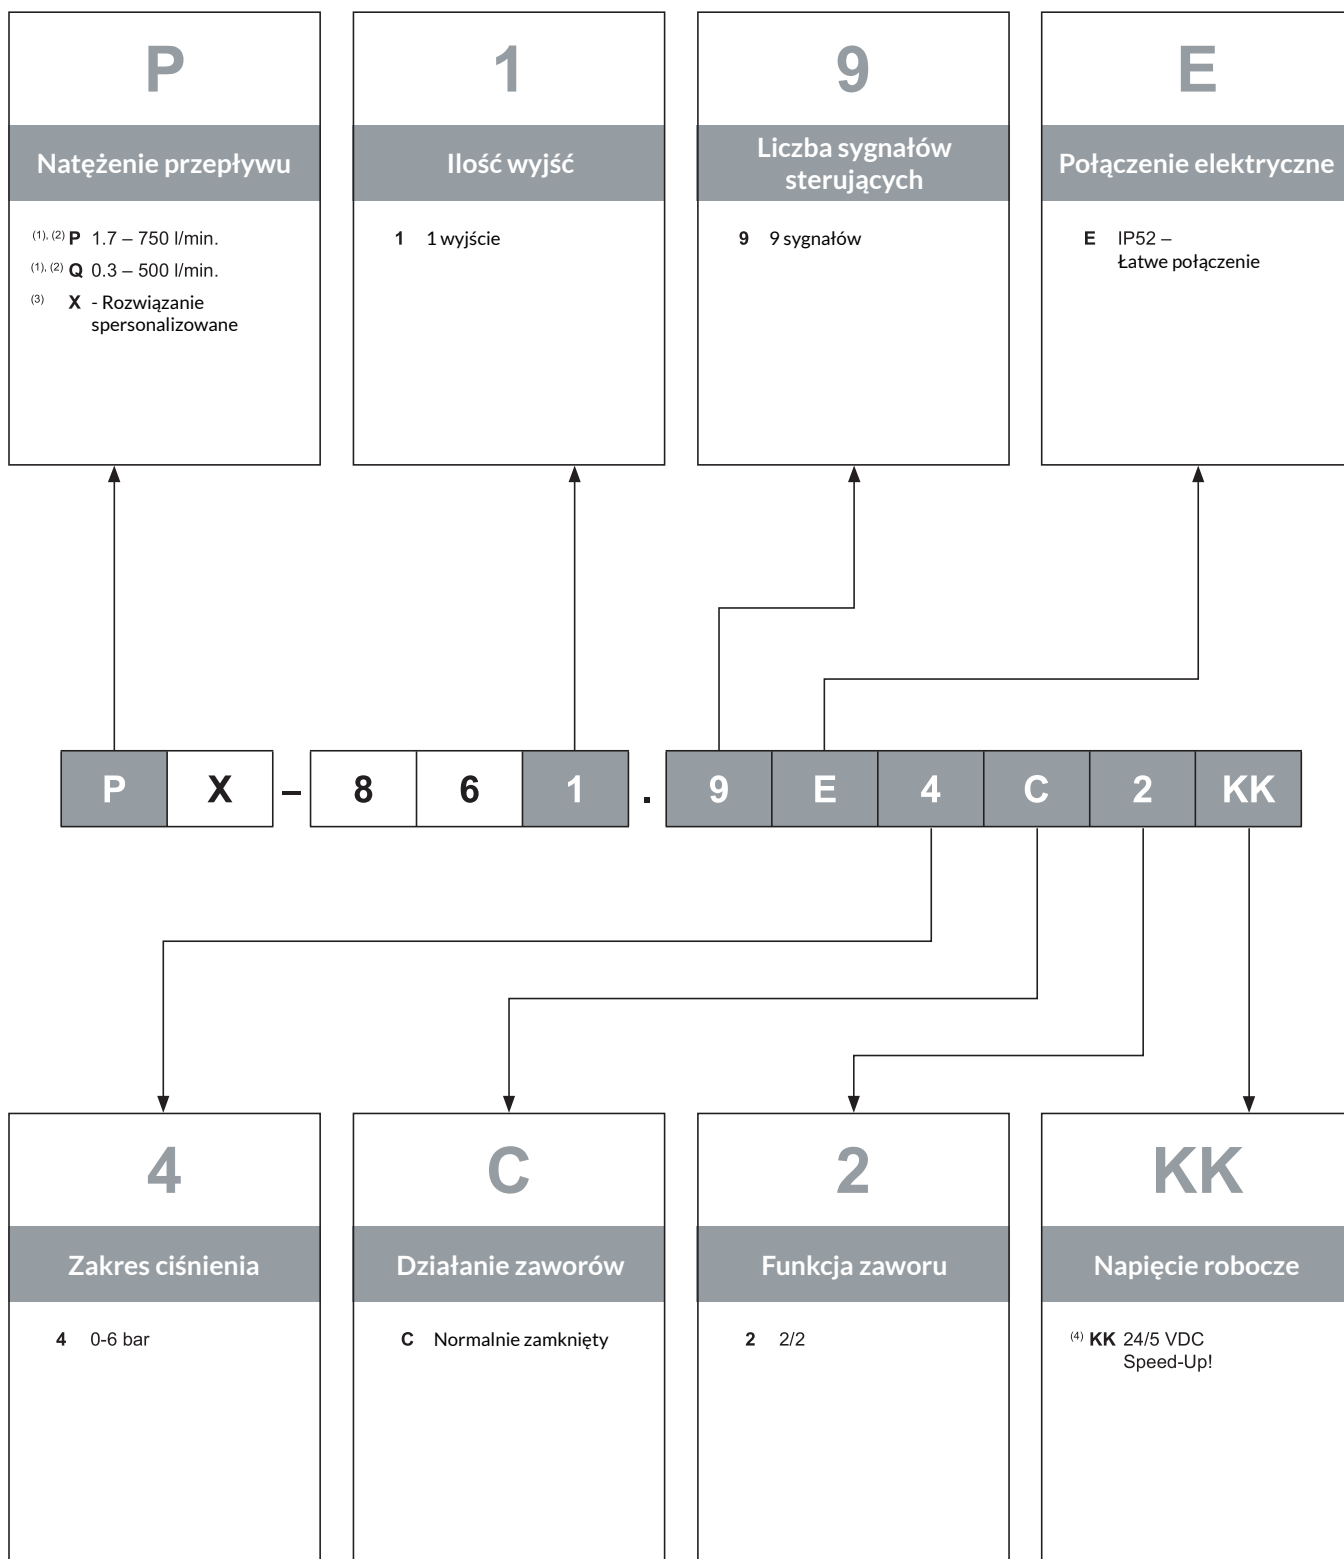 P
Natężenie przepływu
(1), (2) P 1.7 – 750 l/min.
(1), (2) Q 0.3 – 500 l/min.
(3) X - Rozwiązanie
spersonalizowane
1
Ilość wyjść
1 1 wyjście
9
Liczba sygnałów
sterujących
9 9 sygnałów
E
Połączenie elektryczne
E IP52 –
Łatwe połączenie
P X – 8 6 1 . 9 E 4 C 2 KK
4
Zakres ciśnienia
4 0-6 bar
C
Działanie zaworów
C Normalnie zamknięty
2
Funkcja zaworu
2 2/2
KK
Napięcie robocze
(4) KK 24/5 VDC
Speed-Up!